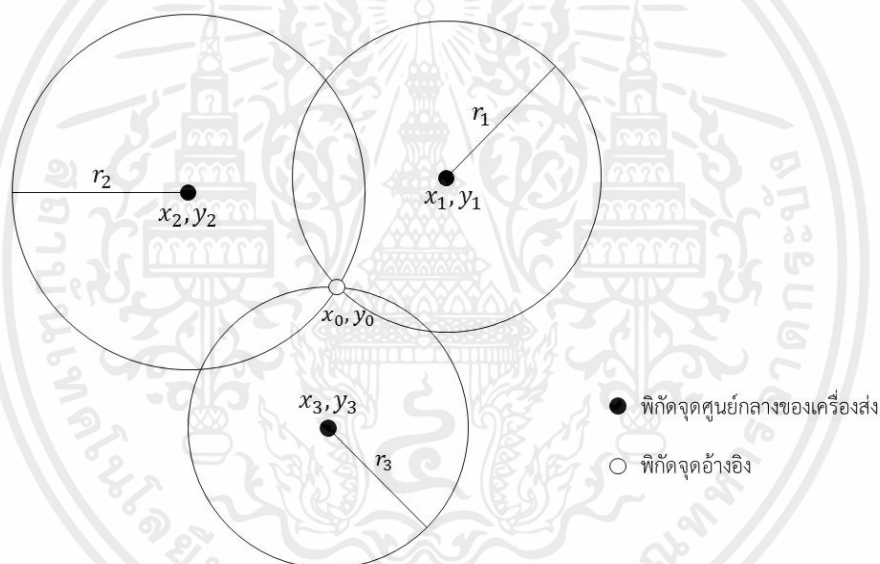 r₁
r₂
x₁, y₁
x₂, y₂
x₀, y₀
x₃, y₃
r₃
พิกัดจุดศูนย์กลางของเครื่องส่ง
พิกัดจุดอ้างอิง